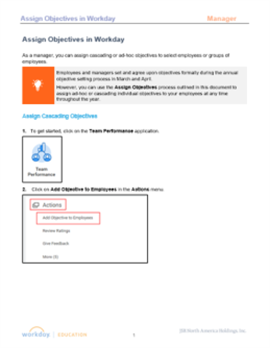 Assign Objectives in Workday Manager
Assign Objectives in Workday
As a manager, you can assign cascading or ad-hoc objectives to select employees or groups of
employees.
Employees and managers set and agree upon objectives formally during the annual
objective setting process in March and April.
However, you can use the Assign Objectives process outlined in this document to
assign ad-hoc or cascading individual objectives to your employees at any time
throughout the year.
Assign Cascading Objectives
1. To get started, click on the Team Performance application.
Team
Performance
2. Click on Add Objective to Employees in the Actions menu.
Actions
Add Objective to Employees
Review Ratings
Give Feedback
More (5)
workday EDUCATION
1
North America Holdings, Inc.